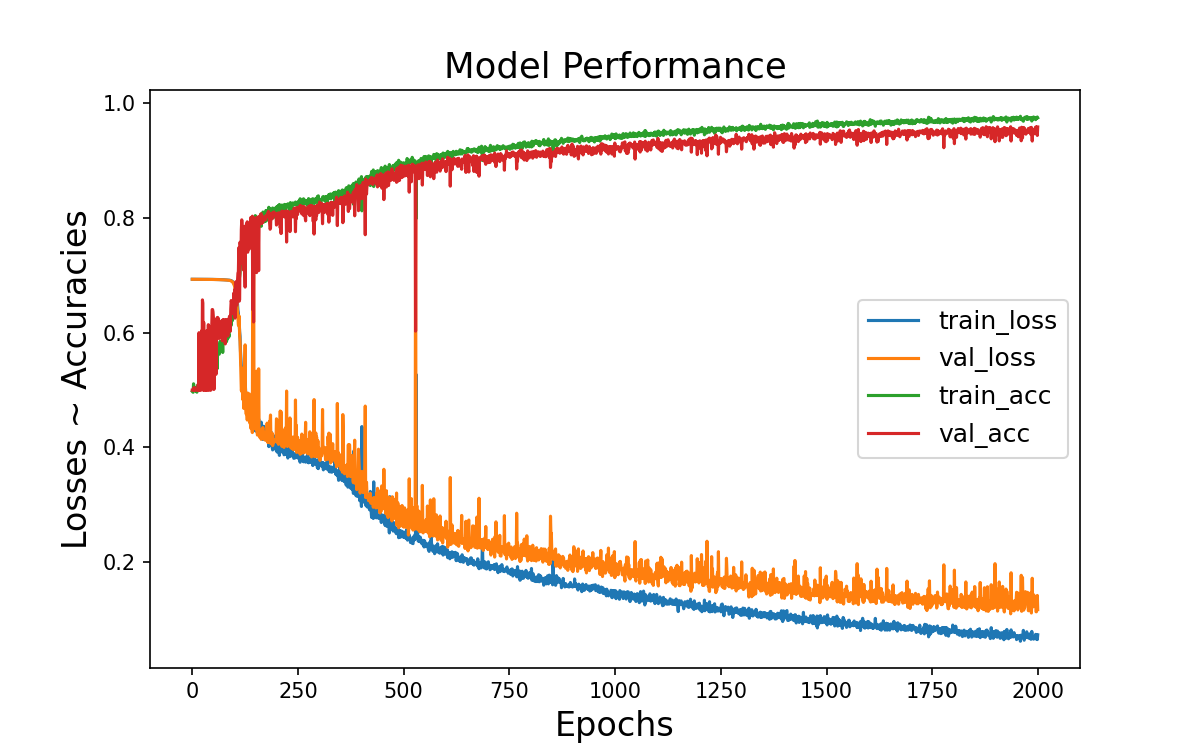 Model Performance
Losses ~ Accuracies
1.0
0.8
0.6
0.4
0.2
train_loss
val_loss
train_acc
val_acc
0 250 500 750 1000 1250 1500 1750 2000
Epochs